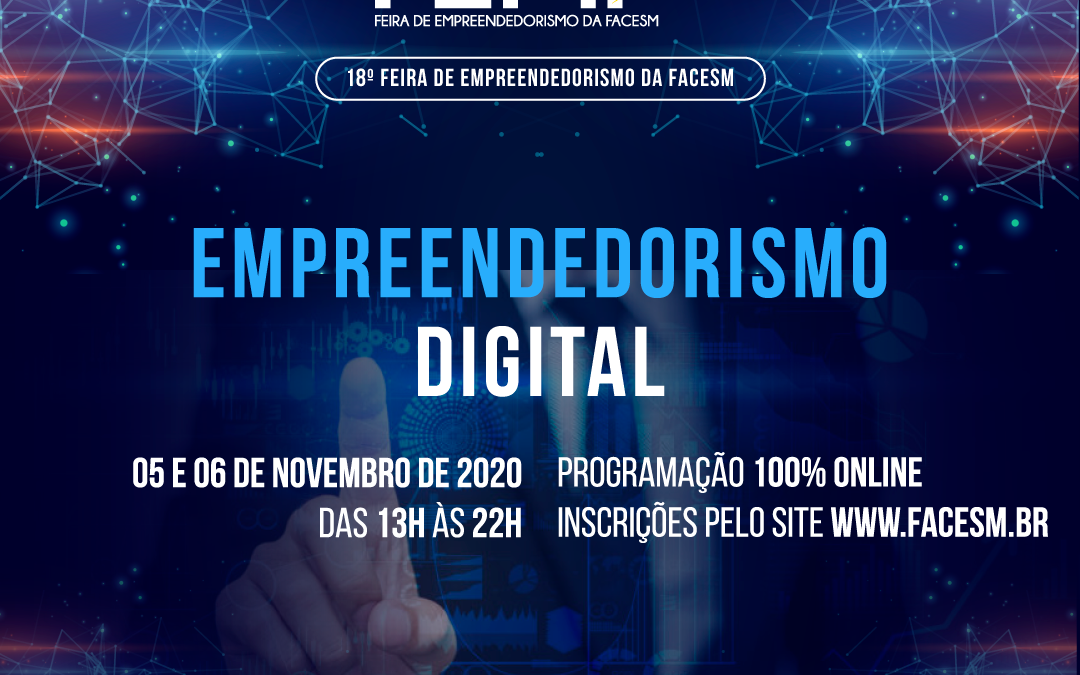 FEIRA DE EMPREENDEDORISMO DA FACESM
18º FEIRA DE EMPREENDEDORISMO DA FACESM
EMPREENDEDORISMO
DIGITAL
05 E 06 DE NOVEMBRO DE 2020
DAS 13H ÀS 22H
PROGRAMAÇÃO 100% ONLINE
INSCRIÇÕES PELO SITE WWW.FACESM.BR